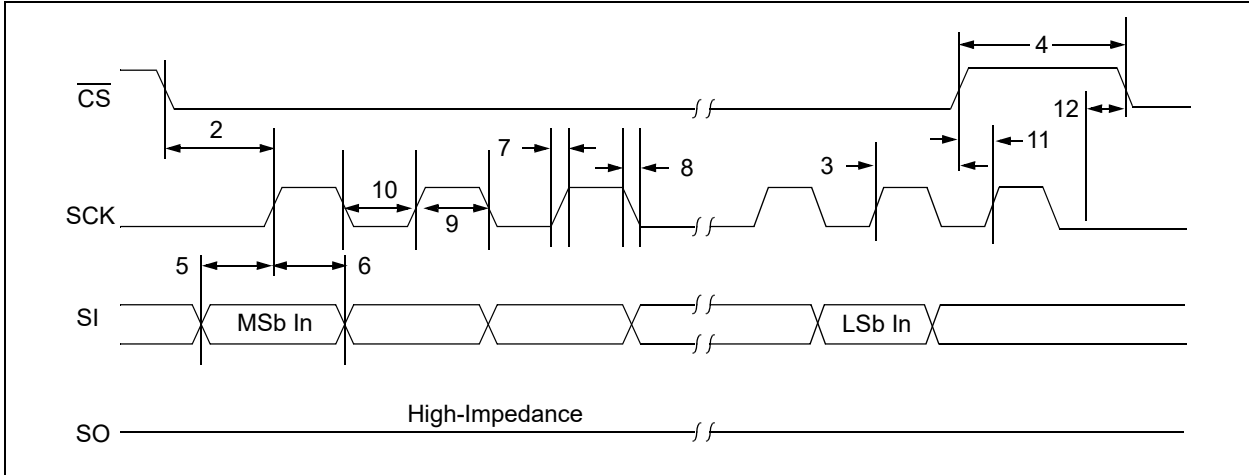 4
C̅S̅
12
2
7
11
3
8
10
SCK
9
5
6
SI
MSb In
LSb In
High-Impedance
SO